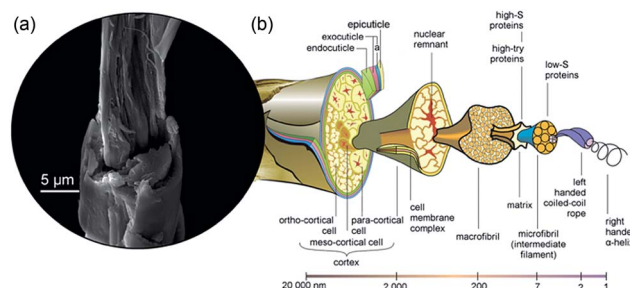 (a)
5 µm
(b)
epicuticle
exocuticle
a
endocuticle
nuclear
remnant
high-S
proteins
high-try
proteins
low-S
proteins
ortho-cortical
cell
para-cortical
cell
meso-cortical cell
cortex
cell
membrane
complex
macrofibril
matrix
microfibril
(intermediate
filament)
left
handed
coiled-coil
rope
right
hande
α-heli
20 000 nm
2 000
200
7
2
1